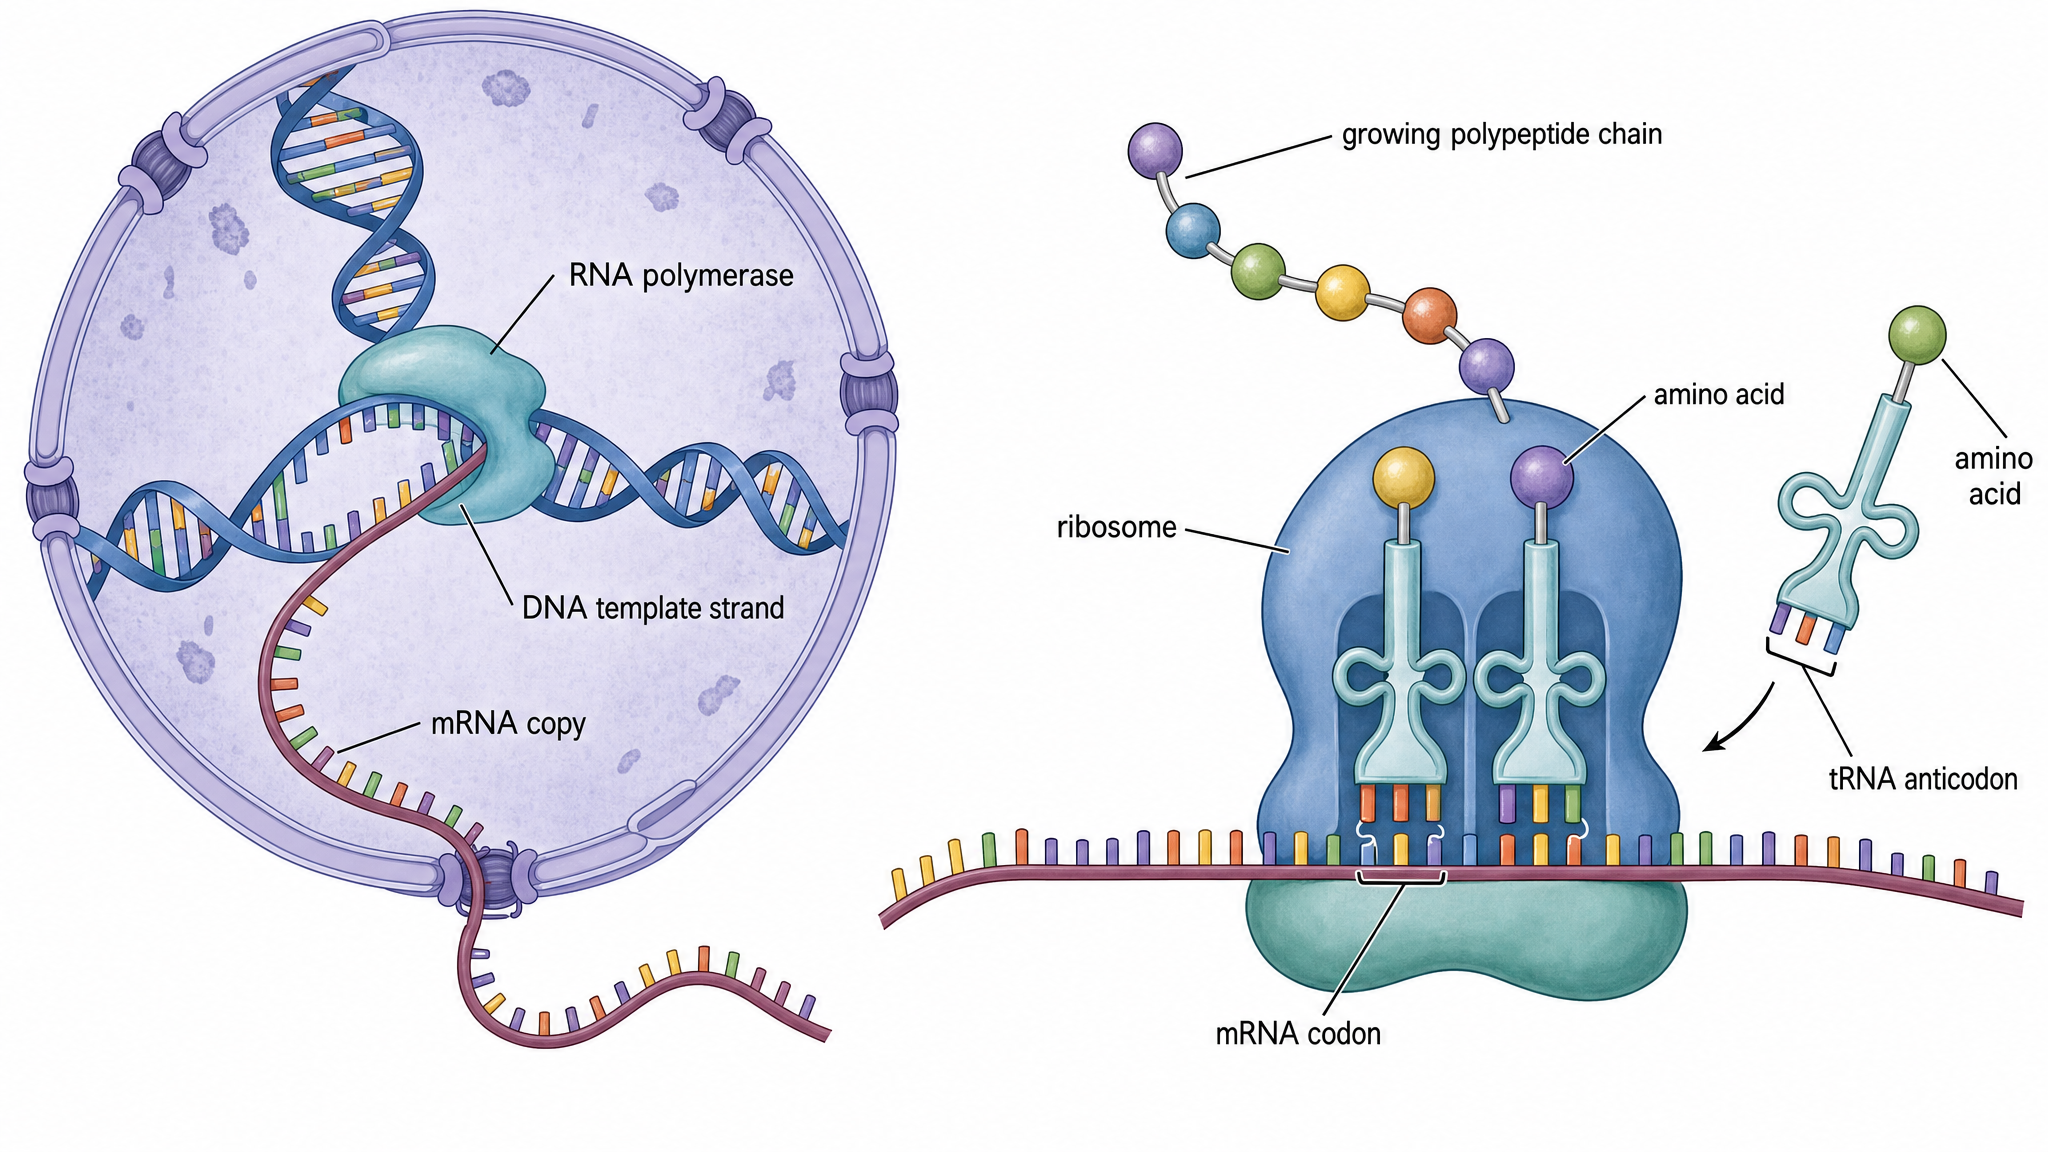 RNA polymerase
DNA template strand
mRNA copy
growing polypeptide chain
amino acid
ribosome
amino
acid
tRNA anticodon
mRNA codon